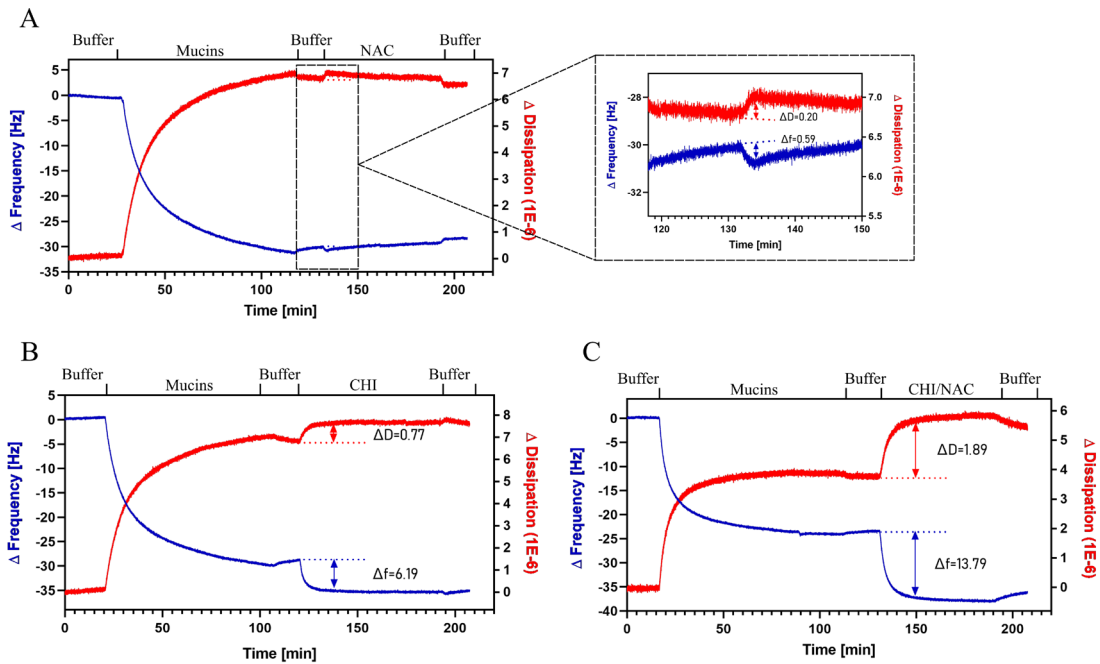 A
Buffer Mucins Buffer NAC Buffer
5
0
-5
-10
-15
-20
-25
-30
-35
Δ Frequency [Hz]
7
6
5
4
3
2
1
0
Δ Dissipation (1E-6)
0 50 100 150 200
Time [min]
-28
-30
-32
Δ Frequency [Hz]
ΔD=0.20
Δf=0.59
7.0
6.5
6.0
5.5
Δ Dissipation (1E-6)
120 130 140 150
Time [min]
B
Buffer Mucins Buffer CHI Buffer
5
0
-5
-10
-15
-20
-25
-30
-35
Δ Frequency [Hz]
ΔD=0.77
Δf=6.19
8
7
6
5
4
3
2
1
0
Δ Dissipation (1E-6)
0 50 100 150 200
Time [min]
C
Buffer Mucins Buffer CHI/NAC Buffer
5
0
-5
-10
-15
-20
-25
-30
-35
-40
Δ Frequency [Hz]
ΔD=1.89
Δf=13.79
6
5
4
3
2
1
0
Δ Dissipation (1E-6)
0 50 100 150 200
Time [min]